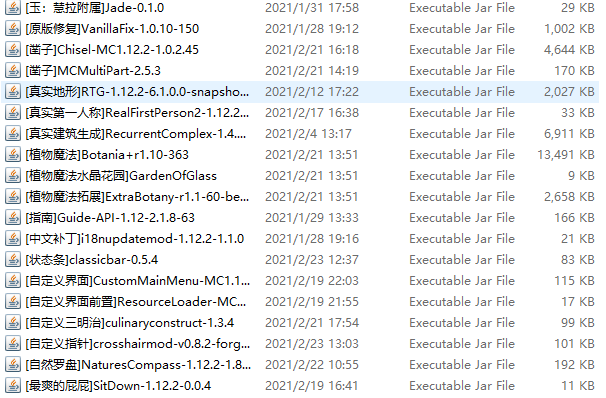 [玉：慧拉附属]Jade-0.1.0 2021/1/31 17:58 Executable Jar File 29 KB
[原版修复]VanillaFix-1.0.10-150 2021/1/28 19:12 Executable Jar File 1,002 KB
[凿子]Chisel-MC1.12.2-1.0.2.45 2021/2/21 16:18 Executable Jar File 4,644 KB
[凿子]MCMultiPart-2.5.3 2021/2/21 14:19 Executable Jar File 170 KB
[真实地形]RTG-1.12.2-6.1.0.0-snapsho... 2021/2/12 17:22 Executable Jar File 2,027 KB
[真实第一人称]RealFirstPerson2-1.12.2... 2021/2/17 16:38 Executable Jar File 33 KB
[真实建筑生成]RecurrentComplex-1.4.... 2021/2/4 13:17 Executable Jar File 6,911 KB
[植物魔法]Botania+r1.10-363 2021/2/21 13:51 Executable Jar File 13,491 KB
[植物魔法水晶花园]GardenOfGlass 2021/2/21 13:51 Executable Jar File 9 KB
[植物魔法拓展]ExtraBotany-r1.1-60-be... 2021/2/21 13:51 Executable Jar File 2,658 KB
[指南]Guide-API-1.12-2.1.8-63 2021/1/29 13:33 Executable Jar File 166 KB
[中文补丁]i18nupdatemod-1.12.2-1.1.0 2021/1/28 19:16 Executable Jar File 21 KB
[状态条]classicbar-0.5.4 2021/2/23 12:37 Executable Jar File 83 KB
[自定义界面]CustomMainMenu-MC1.1... 2021/2/19 22:03 Executable Jar File 115 KB
[自定义界面前置]ResourceLoader-MC... 2021/2/19 21:55 Executable Jar File 17 KB
[自定义三明治]culinaryconstruct-1.3.4 2021/2/21 17:54 Executable Jar File 99 KB
[自定义指针]crosshairmod-v0.8.2-forg... 2021/2/23 13:03 Executable Jar File 101 KB
[自然罗盘]NaturesCompass-1.12.2-1.8... 2021/2/22 10:55 Executable Jar File 192 KB
[最爽的屁屁]SitDown-1.12.2-0.0.4 2021/2/19 16:41 Executable Jar File 11 KB